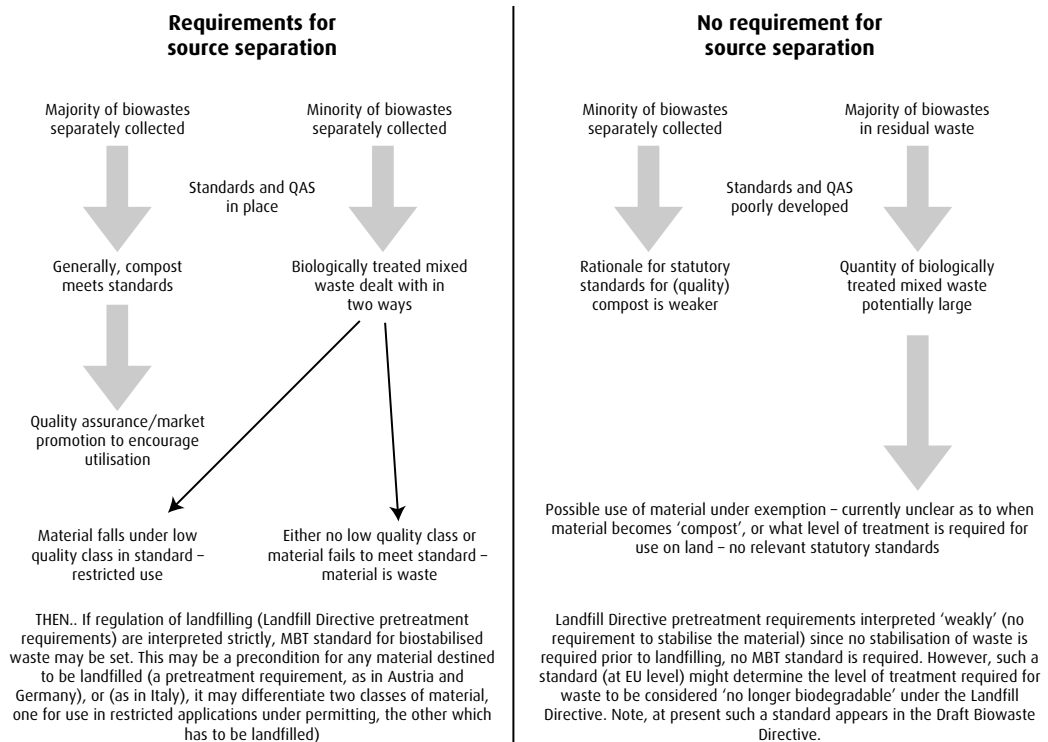 Requirements for
source separation
Majority of biowastes
separately collected
Minority of biowastes
separately collected
Standards and QAS
in place
Generally, compost
meets standards
Biologically treated mixed
waste dealt with in
two ways
Quality assurance/market
promotion to encourage
utilisation
Material falls under low
quality class in standard –
restricted use
Either no low quality class or
material fails to meet standard –
material is waste
THEN.. If regulation of landfilling (Landfill Directive pretreatment
requirements) are interpreted strictly, MBT standard for biostabilised
waste may be set. This may be a precondition for any material destined
to be landfilled (a pretreatment requirement, as in Austria and
Germany), or (as in Italy), it may differentiate two classes of material,
one for use in restricted applications under permitting, the other which
has to be landfilled)
No requirement for
source separation
Minority of biowastes
separately collected
Majority of biowastes
in residual waste
Standards and QAS
poorly developed
Rationale for statutory
standards for (quality)
compost is weaker
Quantity of biologically
treated mixed waste
potentially large
Possible use of material under exemption – currently unclear as to when
material becomes ‘compost’, or what level of treatment is required for
use on land – no relevant statutory standards
Landfill Directive pretreatment requirements interpreted ‘weakly’ (no
requirement to stabilise the material) since no stabilisation of waste is
required prior to landfilling, no MBT standard is required. However, such a
standard (at EU level) might determine the level of treatment required for
waste to be considered ‘no longer biodegradable’ under the Landfill
Directive. Note, at present such a standard appears in the Draft Biowaste
Directive.